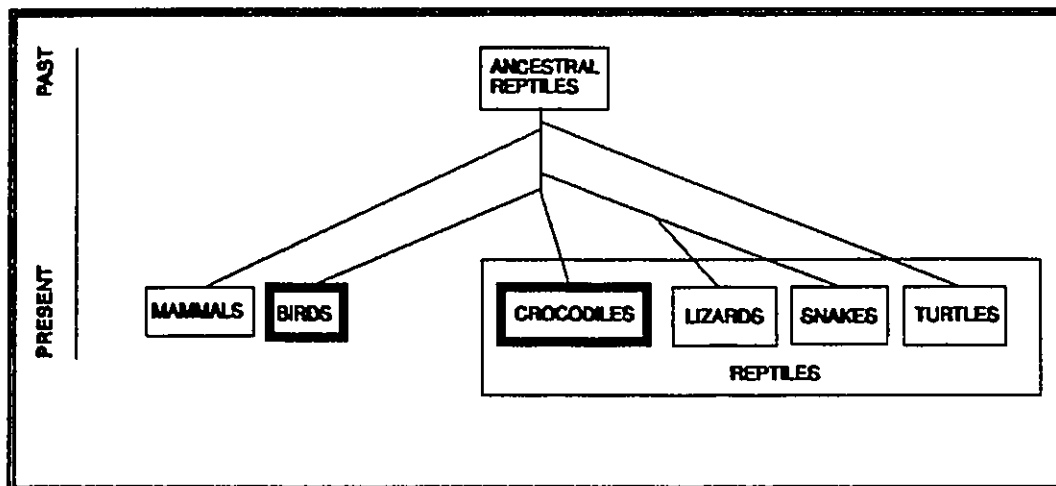 PAST
ANCESTRAL
REPTILES
PRESENT
MAMMALS
BIRDS
CROCODILES
LIZARDS
SNAKES
TURTLES
REPTILES